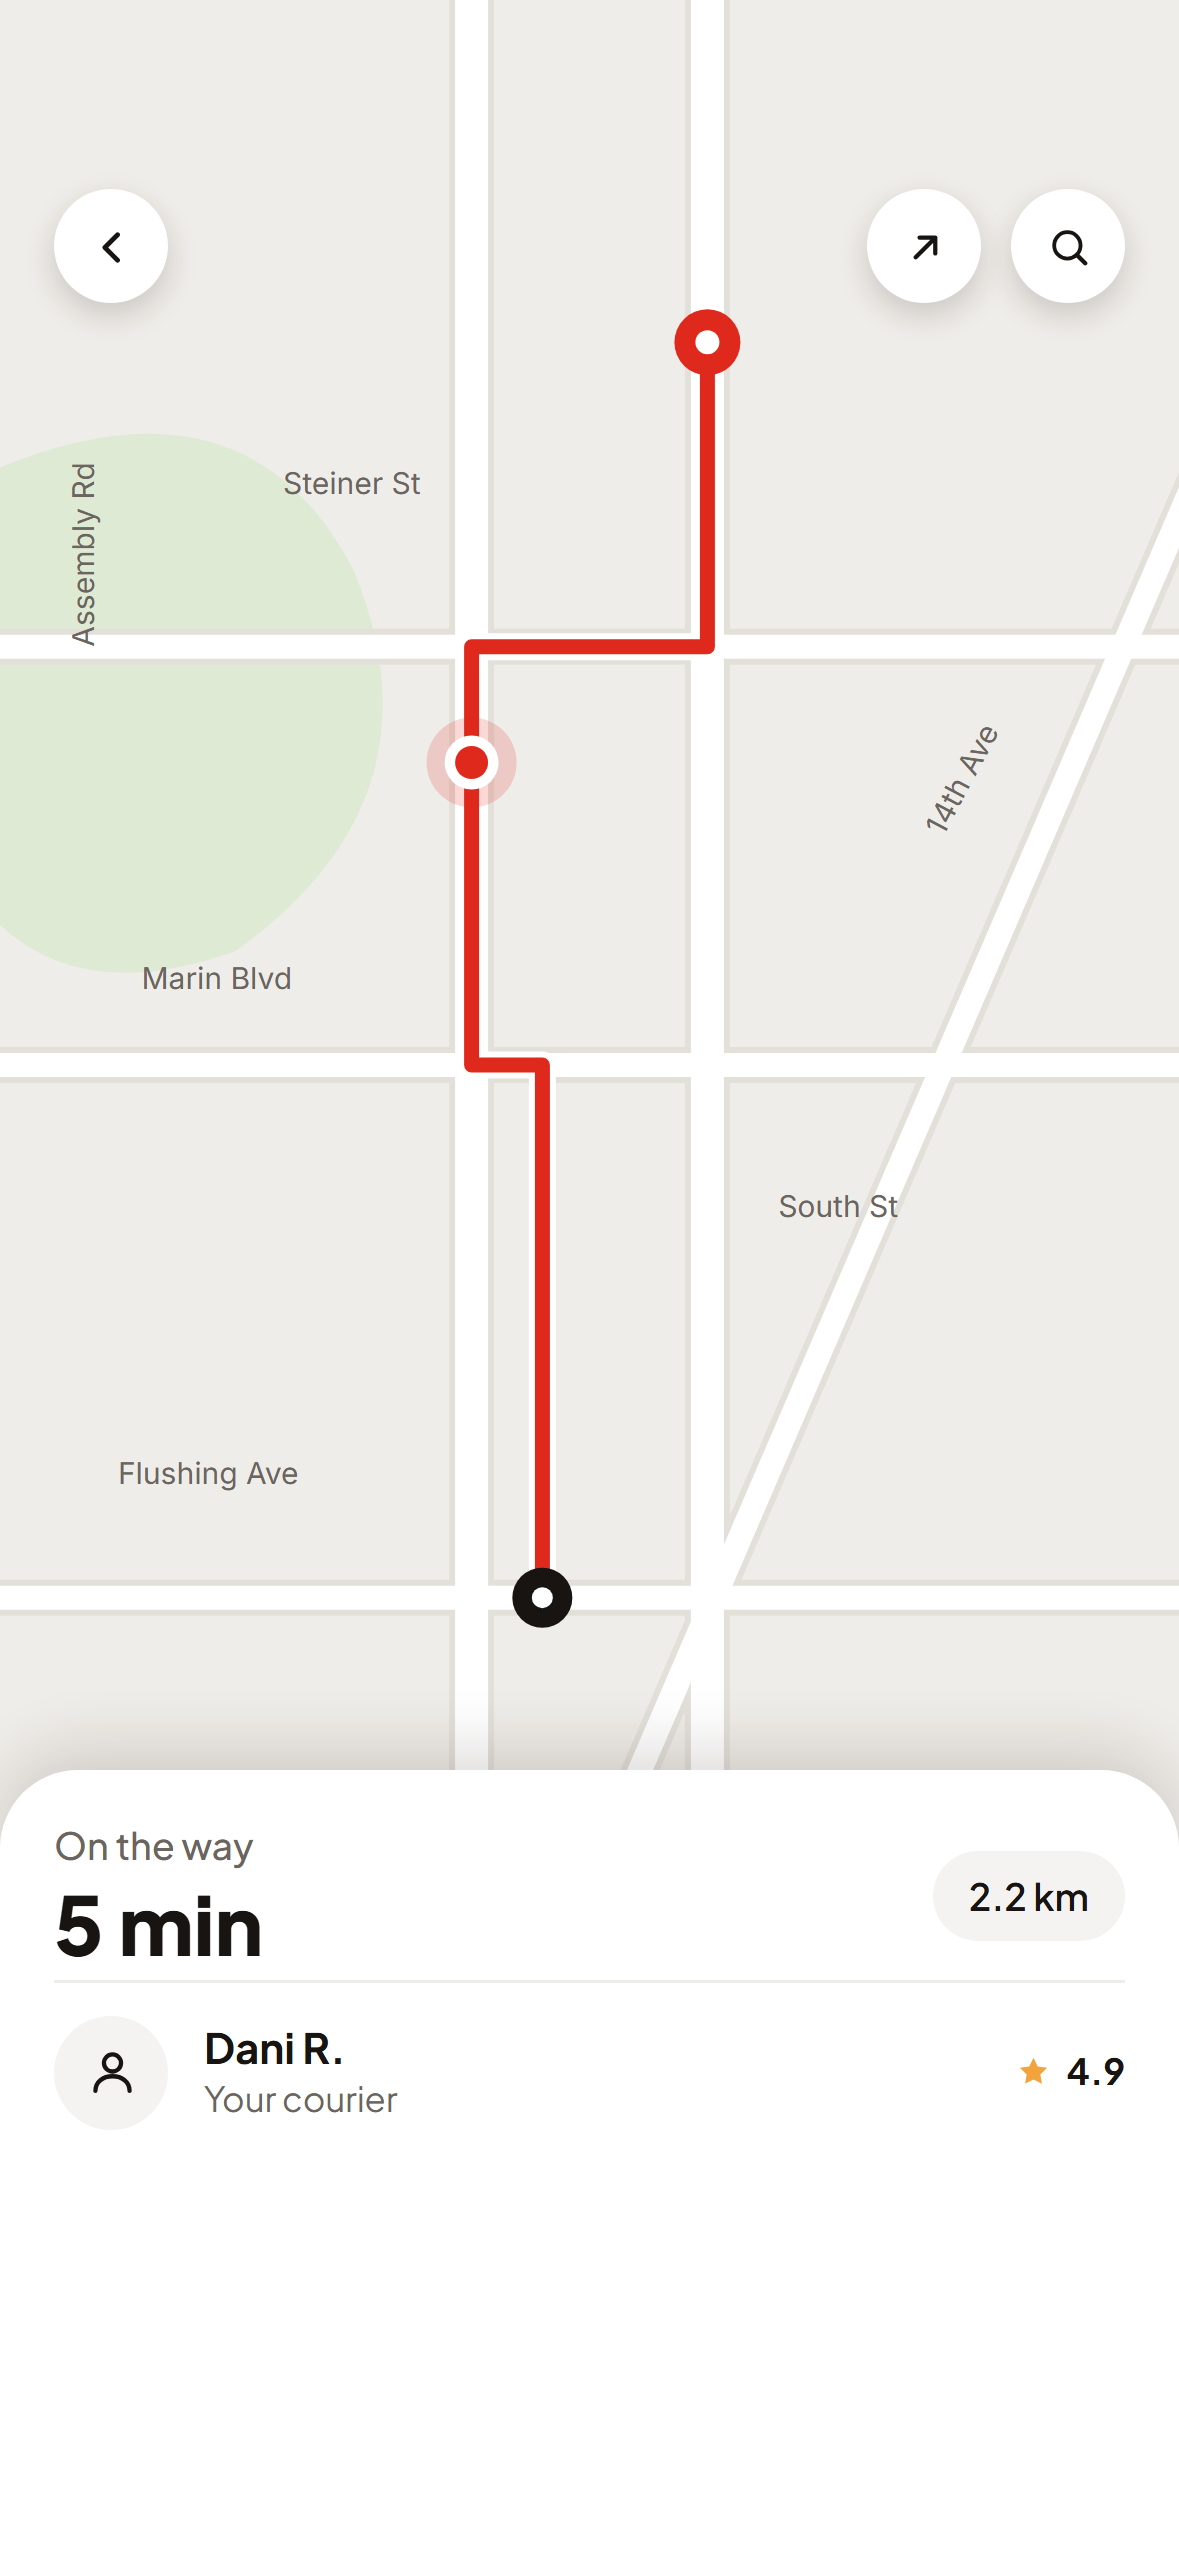 Assembly Rd
Steiner St
14th Ave
Marin Blvd
South St
Flushing Ave
On the way
5 min
2.2 km
Dani R.
Your courier
4.9